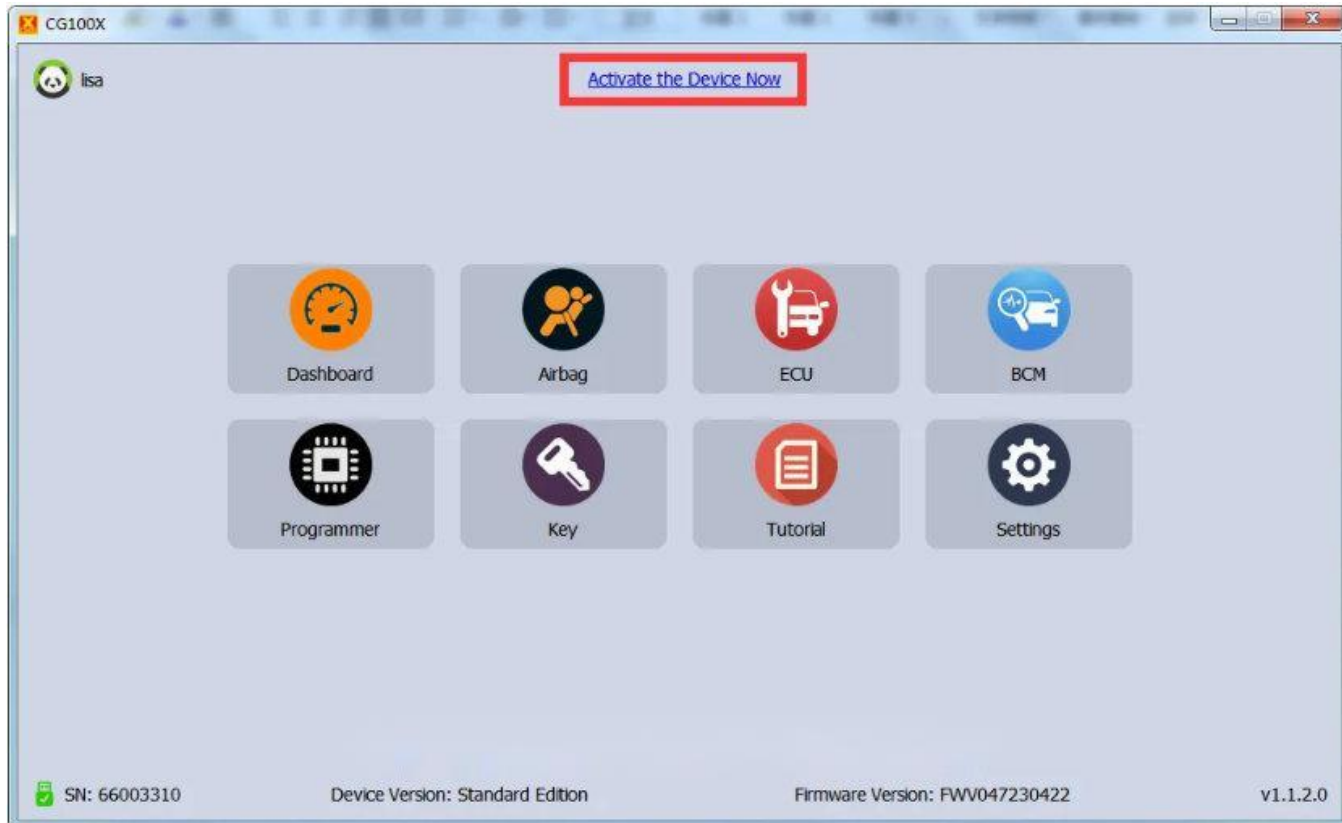 CG100X
lisa
Activate the Device Now
Dashboard
Airbag
ECU
BCM
Programmer
Key
Tutorial
Settings
SN: 66003310
Device Version: Standard Edition
Firmware Version: FWV047230422
v1.1.2.0